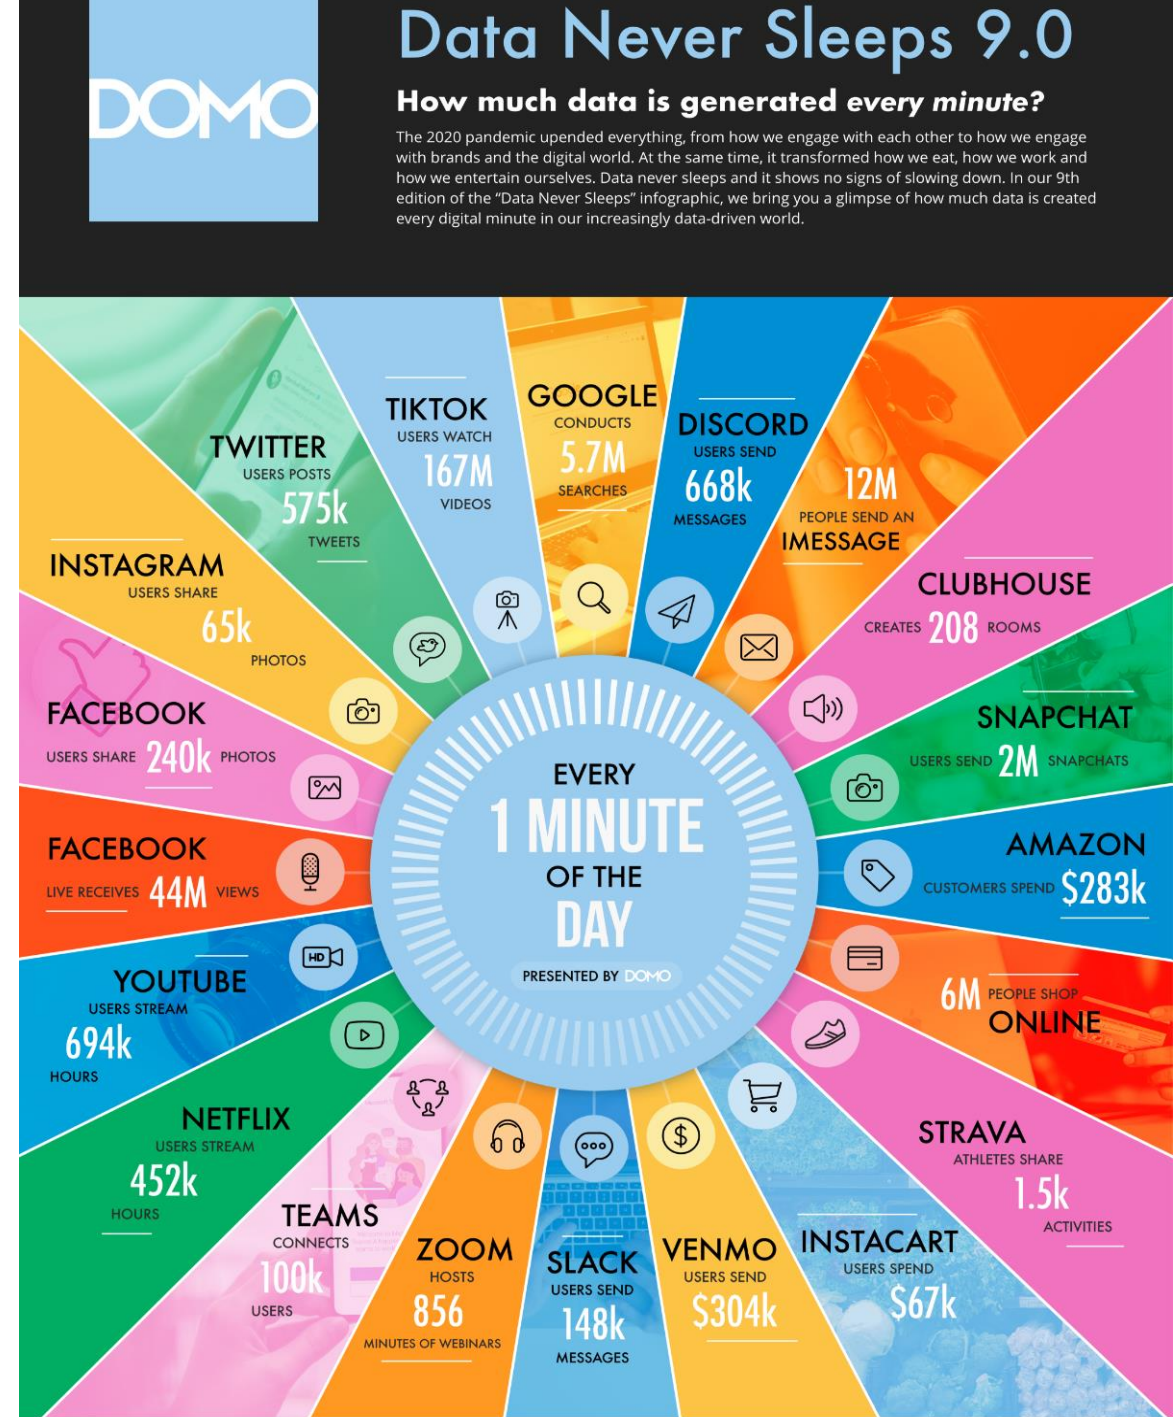 DOMO
Data Never Sleeps 9.0
How much data is generated every minute?
The 2020 pandemic upended everything, from how we engage with each other to how we engage
with brands and the digital world. At the same time, it transformed how we eat, how we work and
how we entertain ourselves. Data never sleeps and it shows no signs of slowing down. In our 9th
edition of the “Data Never Sleeps” infographic, we bring you a glimpse of how much data is created
every digital minute in our increasingly data-driven world.
EVERY
1 MINUTE
OF THE
DAY
PRESENTED BY DOMO
GOOGLE
CONDUCTS
5.7M
SEARCHES
DISCORD
USERS SEND
668k
MESSAGES
12M
PEOPLE SEND AN
IMESSAGE
CLUBHOUSE
CREATES 208 ROOMS
SNAPCHAT
USERS SEND 2M SNAPCHATS
AMAZON
CUSTOMERS SPEND $283k
6M PEOPLE SHOP
ONLINE
STRAVA
ATHLETES SHARE
1.5k
ACTIVITIES
INSTACART
USERS SPEND
$67k
VENMO
USERS SEND
$304k
SLACK
USERS SEND
148k
MESSAGES
ZOOM
HOSTS
856
MINUTES OF WEBINARS
TEAMS
CONNECTS
100k
USERS
NETFLIX
USERS STREAM
452k
HOURS
YOUTUBE
USERS STREAM
694k
HOURS
HD
FACEBOOK
LIVE RECEIVES 44M VIEWS
FACEBOOK
USERS SHARE 240k PHOTOS
INSTAGRAM
USERS SHARE
65k
PHOTOS
TWITTER
USERS POSTS
575k
TWEETS
TIKTOK
USERS WATCH
167M
VIDEOS